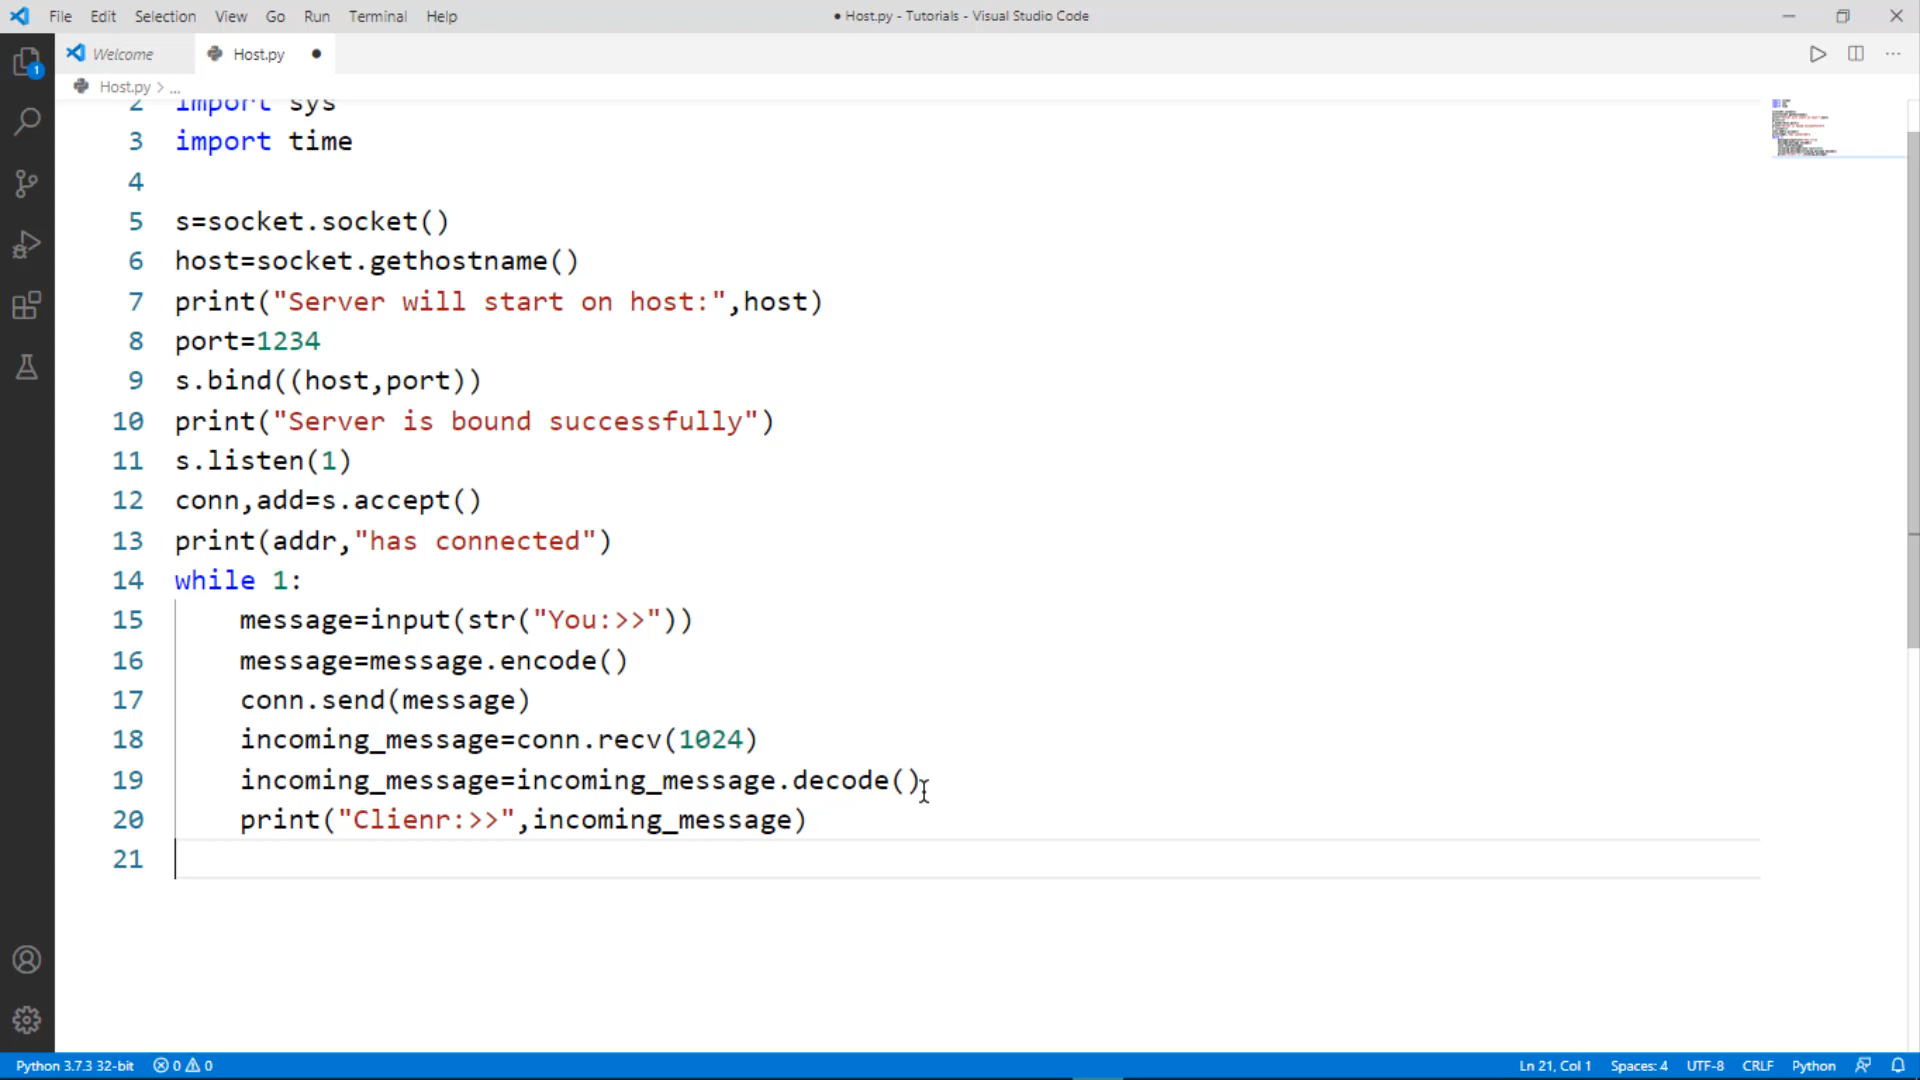 File Edit Selection View Go Run Terminal Help
● Host.py - Tutorials - Visual Studio Code
Welcome
Host.py ●
1
Host.py > ...
2 import sys
3 import time
4
5 s=socket.socket()
6 host=socket.gethostname()
7 print("Server will start on host:",host)
8 port=1234
9 s.bind((host,port))
10 print("Server is bound successfully")
11 s.listen(1)
12 conn,add=s.accept()
13 print(addr,"has connected")
14 while 1:
15 message=input(str("You:>>"))
16 message=message.encode()
17 conn.send(message)
18 incoming_message=conn.recv(1024)
19 incoming_message=incoming_message.decode()
20 print("Clienr:>>",incoming_message)
21
Python 3.7.3 32-bit 0 0 Ln 21, Col 1 Spaces: 4 UTF-8 CRLF Python